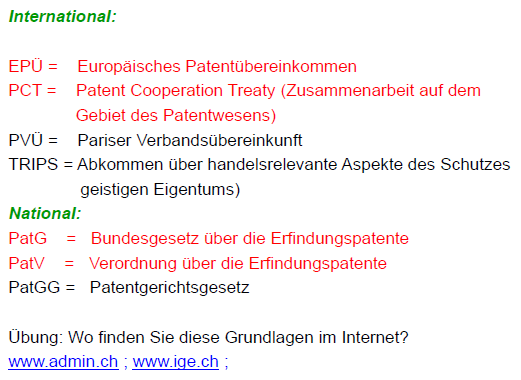 International:
EPÜ = Europäisches Patentübereinkommen
PCT = Patent Cooperation Treaty (Zusammenarbeit auf dem
Gebiet des Patentwesens)
PVÜ = Pariser Verbandsübereinkunft
TRIPS = Abkommen über handelsrelevante Aspekte des Schutzes
geistigen Eigentums)
National:
PatG = Bundesgesetz über die Erfindungspatente
PatV = Verordnung über die Erfindungspatente
PatGG = Patentgerichtsgesetz
Übung: Wo finden Sie diese Grundlagen im Internet?
www.admin.ch ; www.ige.ch ;